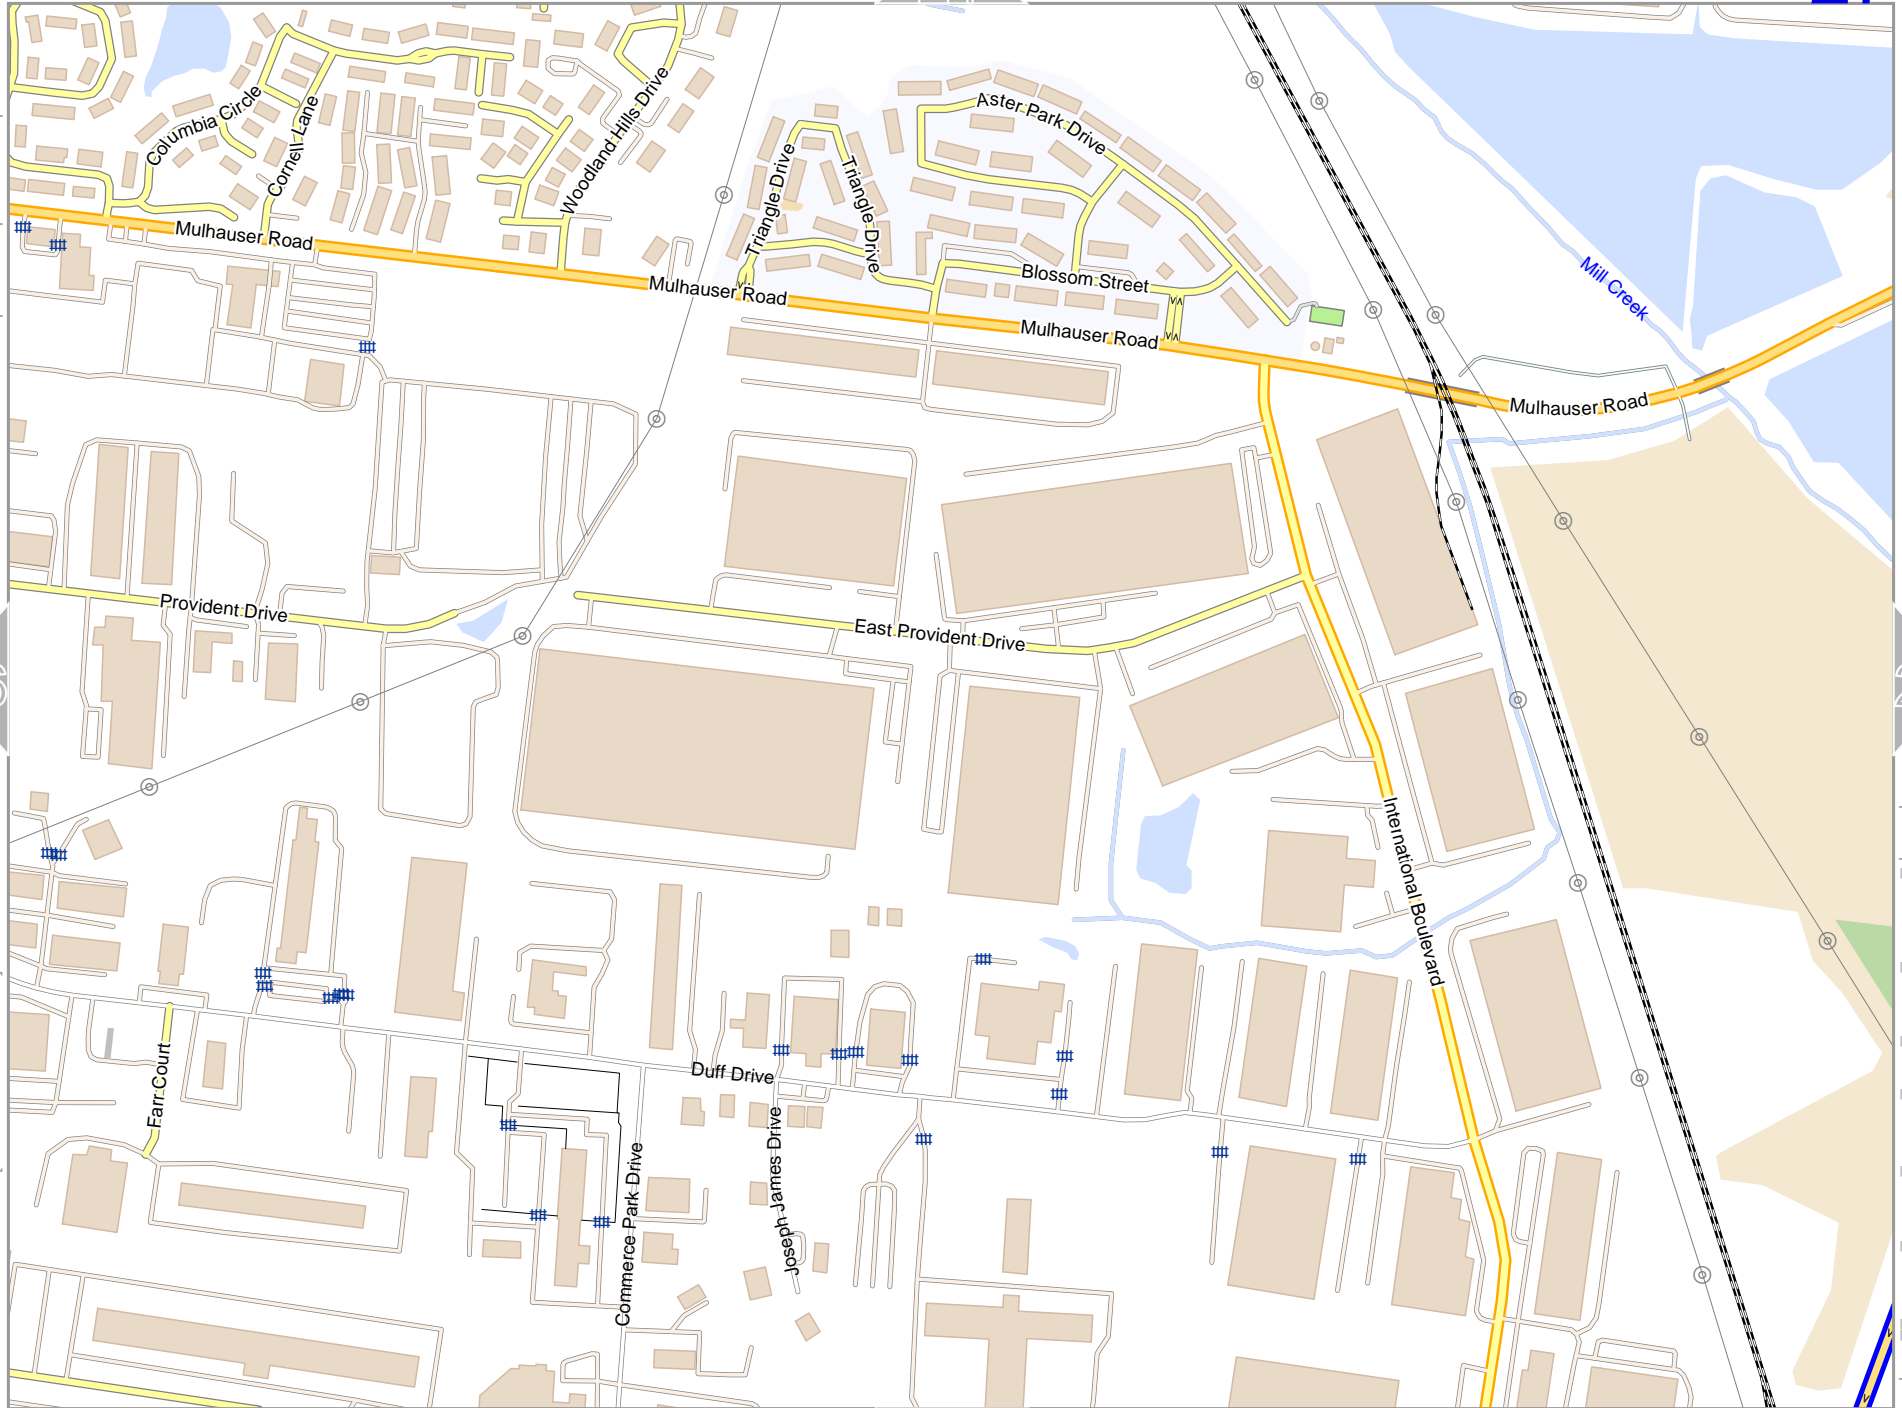 Aster Park Drive
Columbia Circle
Cornell Lane
Woodland Hills Drive
Triangle Drive
Triangle Drive
Mulhauser Road
Blossom Street
Mill Creek
Mulhauser Road
Mulhauser Road
Mulhauser Road
Provident Drive
East Provident Drive
International Boulevard
Duff Drive
Farr Court
Joseph James Drive
Commerce Park Drive